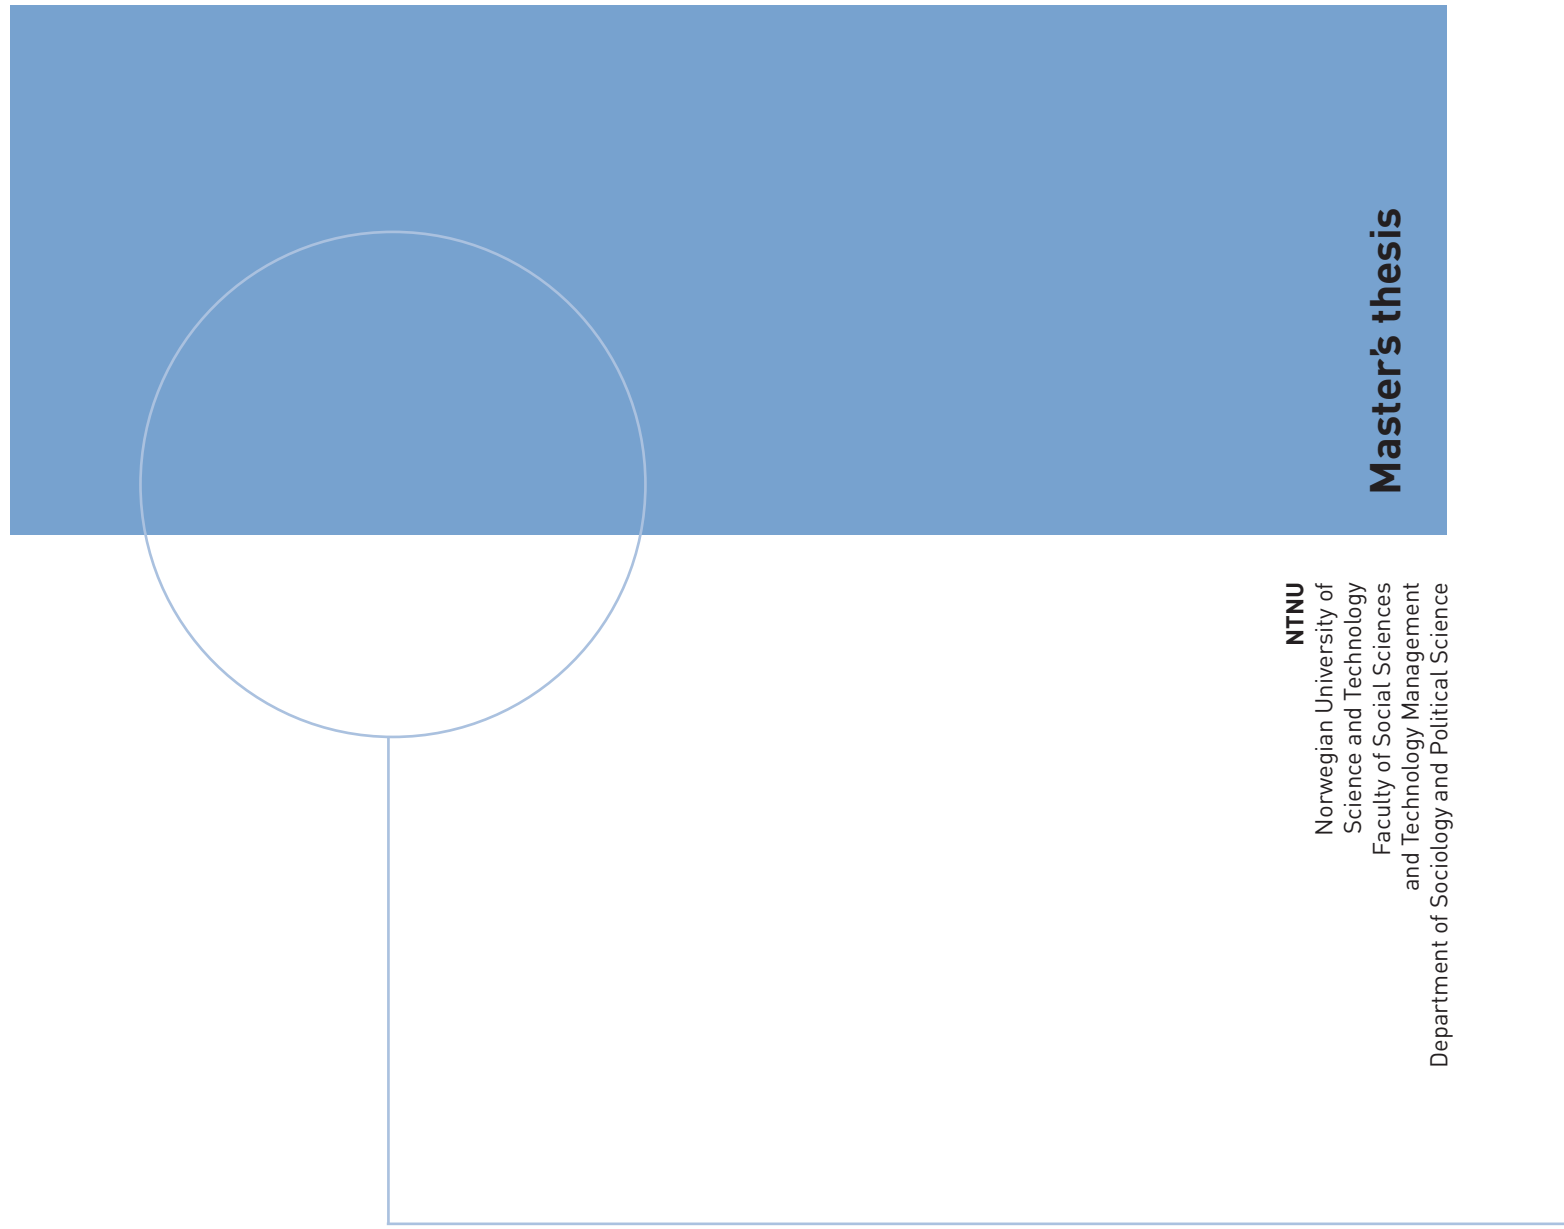 Master's thesis
NTNU
Norwegian University of
Science and Technology
Faculty of Social Sciences
and Technology Management
Department of Sociology and Political Science